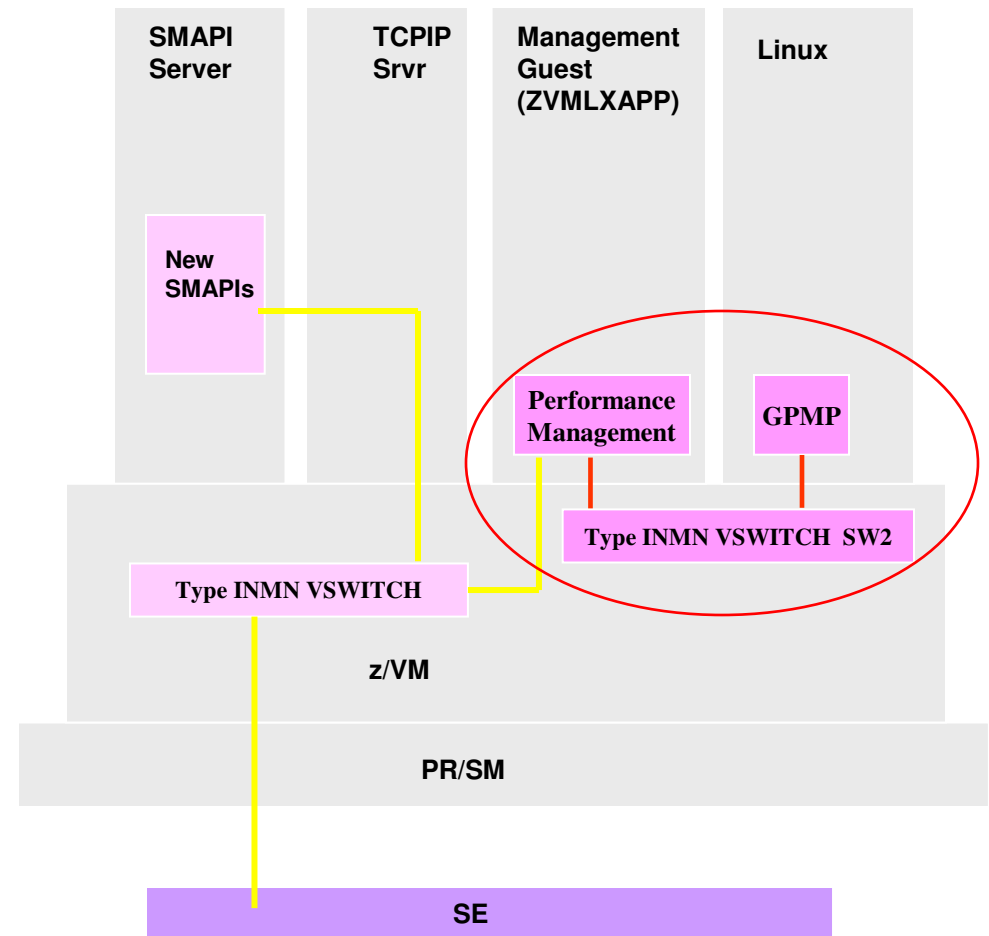 SMAPI
Server
TCPIP
Srvr
Management
Guest
(ZVMLXAPP)
Linux
New
SMAPIs
Performance
Management
GPMP
Type INMN VSWITCH SW2
Type INMN VSWITCH
z/VM
PR/SM
SE